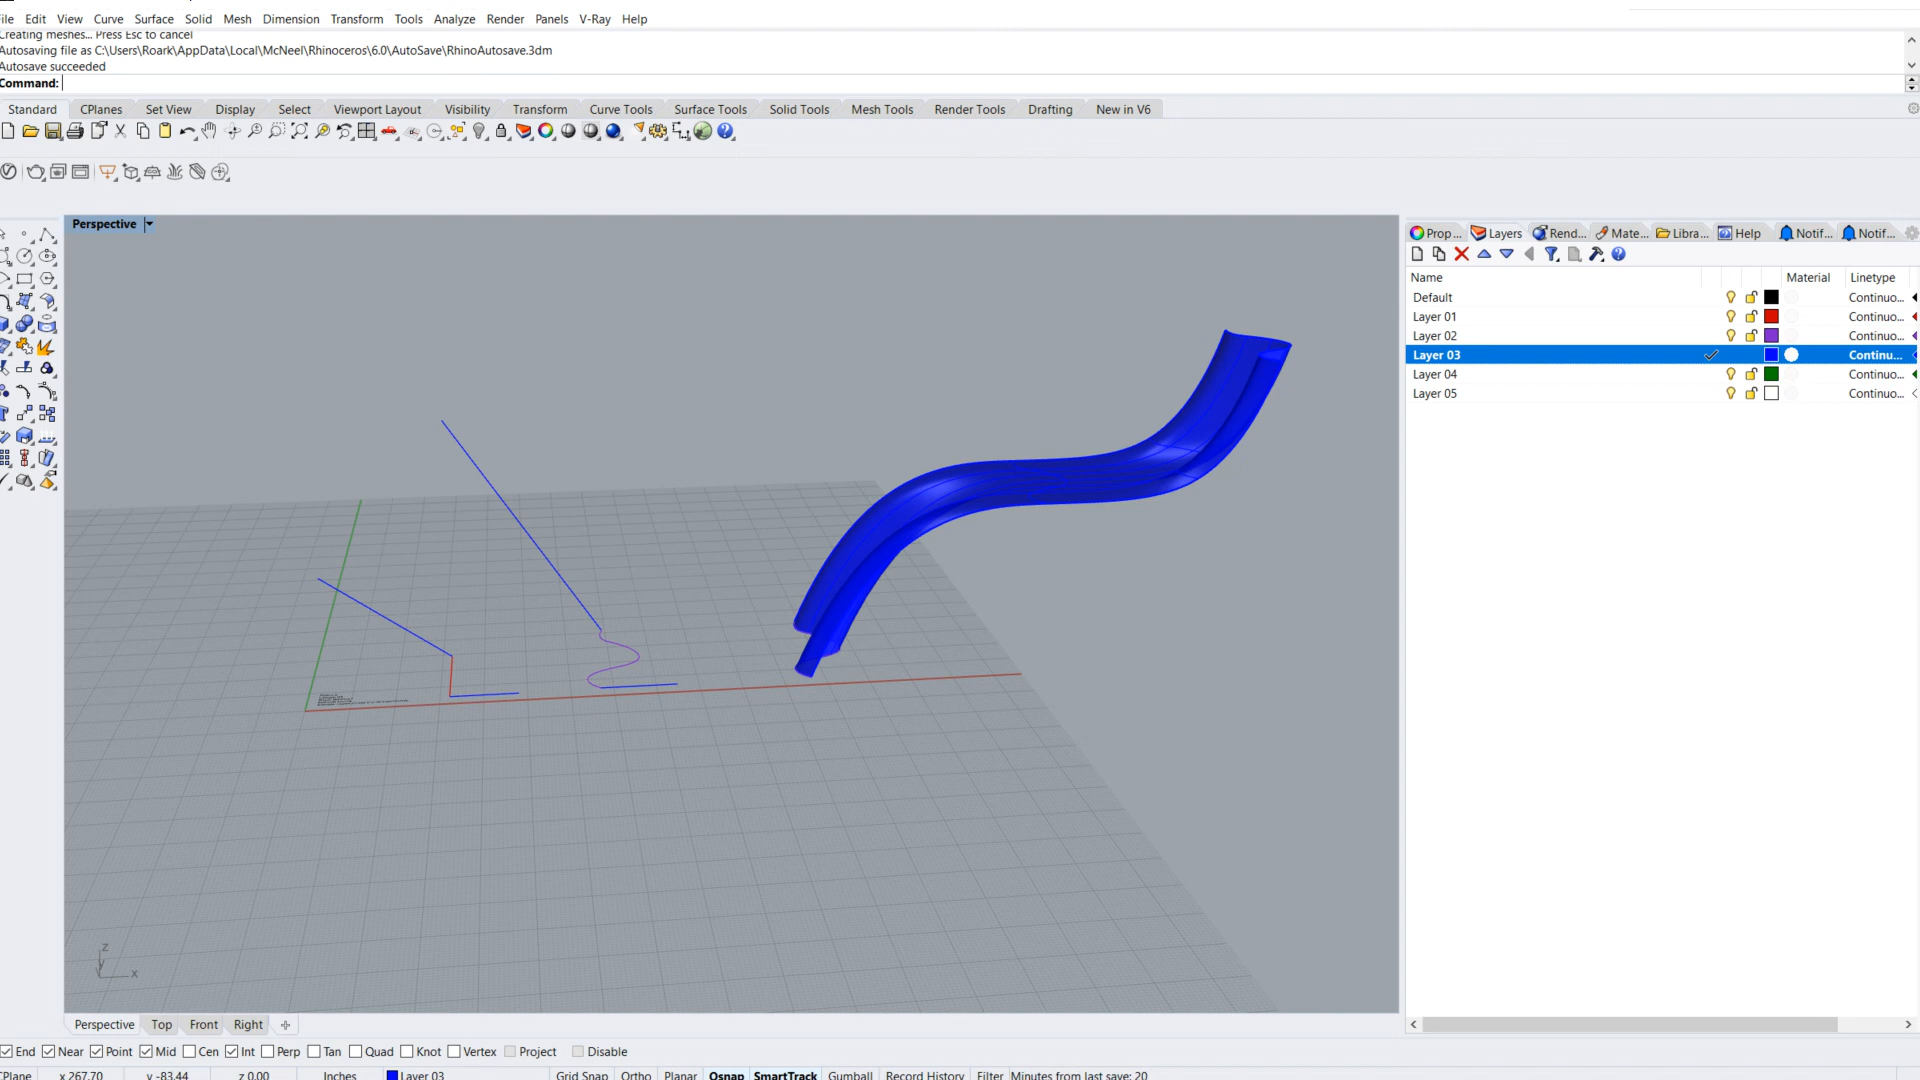 File Edit View Curve Surface Solid Mesh Dimension Transform Tools Analyze Render Panels V-Ray Help
Creating meshes... Press Esc to cancel
Autosaving file as C:\Users\Roark\AppData\Local\McNeel\Rhinoceros\6.0\AutoSave\RhinoAutosave.3dm
Autosave succeeded
Command:
Standard CPlanes Set View Display Select Viewport Layout Visibility Transform Curve Tools Surface Tools Solid Tools Mesh Tools Render Tools Drafting New in V6
Perspective
Prop... Layers Rend... Mate... Libra... Help Notif... Notif...
Name Material Linetype
Default Continuo...
Layer 01 Continuo...
Layer 02 Continuo...
Layer 03 Continu...
Layer 04 Continuo...
Layer 05 Continuo...
z
y
x
Perspective Top Front Right
End Near Point Mid Cen Int Perp Tan Quad Knot Vertex Project Disable
CPlane x 267.70 y -83.44 z 0.00 Inches Layer 03 Grid Snap Ortho Planar Osnap SmartTrack Gumball Record History Filter Minutes from last save: 20